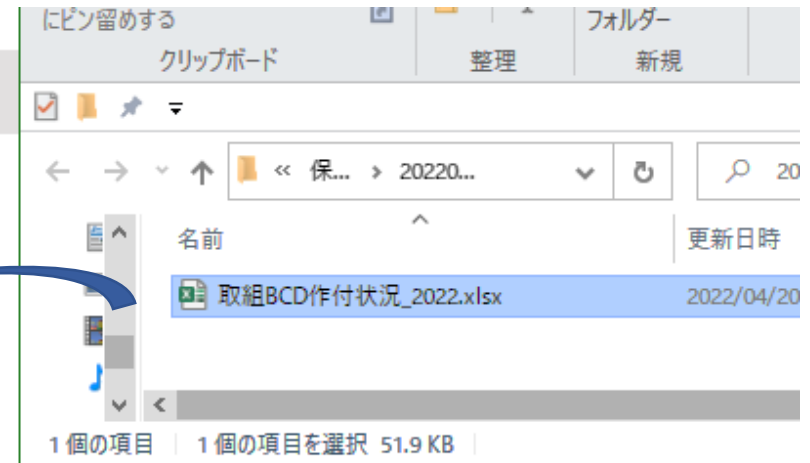 にピン留めする
フォルダー
クリップボード 整理 新規
« 保... > 20220... 20
名前 更新日時
取組BCD作付状況_2022.xlsx 2022/04/20
1 個の項目 1 個の項目を選択 51.9 KB